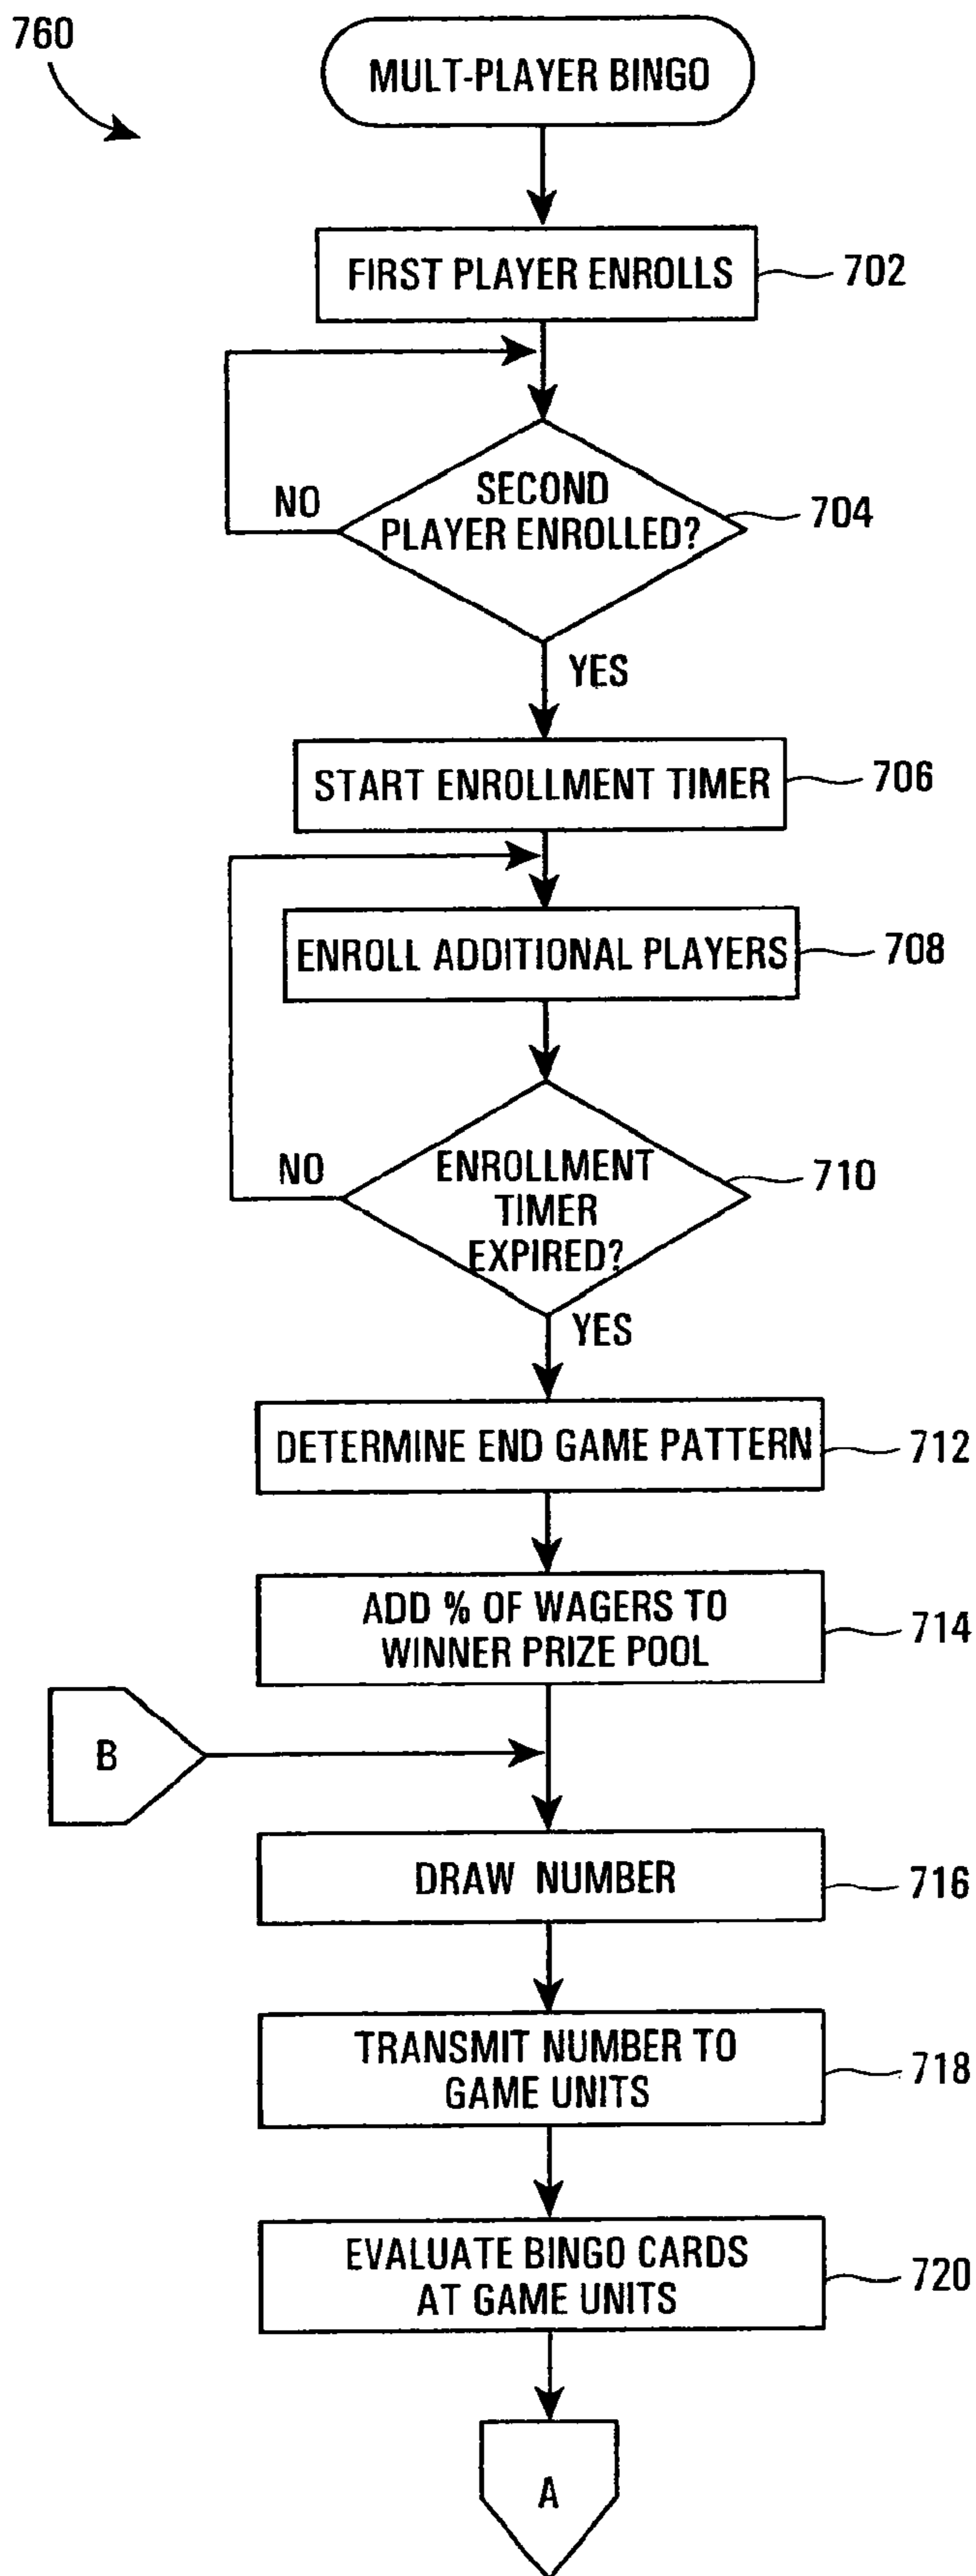 760
MULT-PLAYER BINGO
FIRST PLAYER ENROLLS
702
SECOND
PLAYER ENROLLED?
704
NO
YES
START ENROLLMENT TIMER
706
ENROLL ADDITIONAL PLAYERS
708
ENROLLMENT
TIMER
EXPIRED?
710
NO
YES
DETERMINE END GAME PATTERN
712
ADD % OF WAGERS TO
WINNER PRIZE POOL
714
B
DRAW NUMBER
716
TRANSMIT NUMBER TO
GAME UNITS
718
EVALUATE BINGO CARDS
AT GAME UNITS
720
A